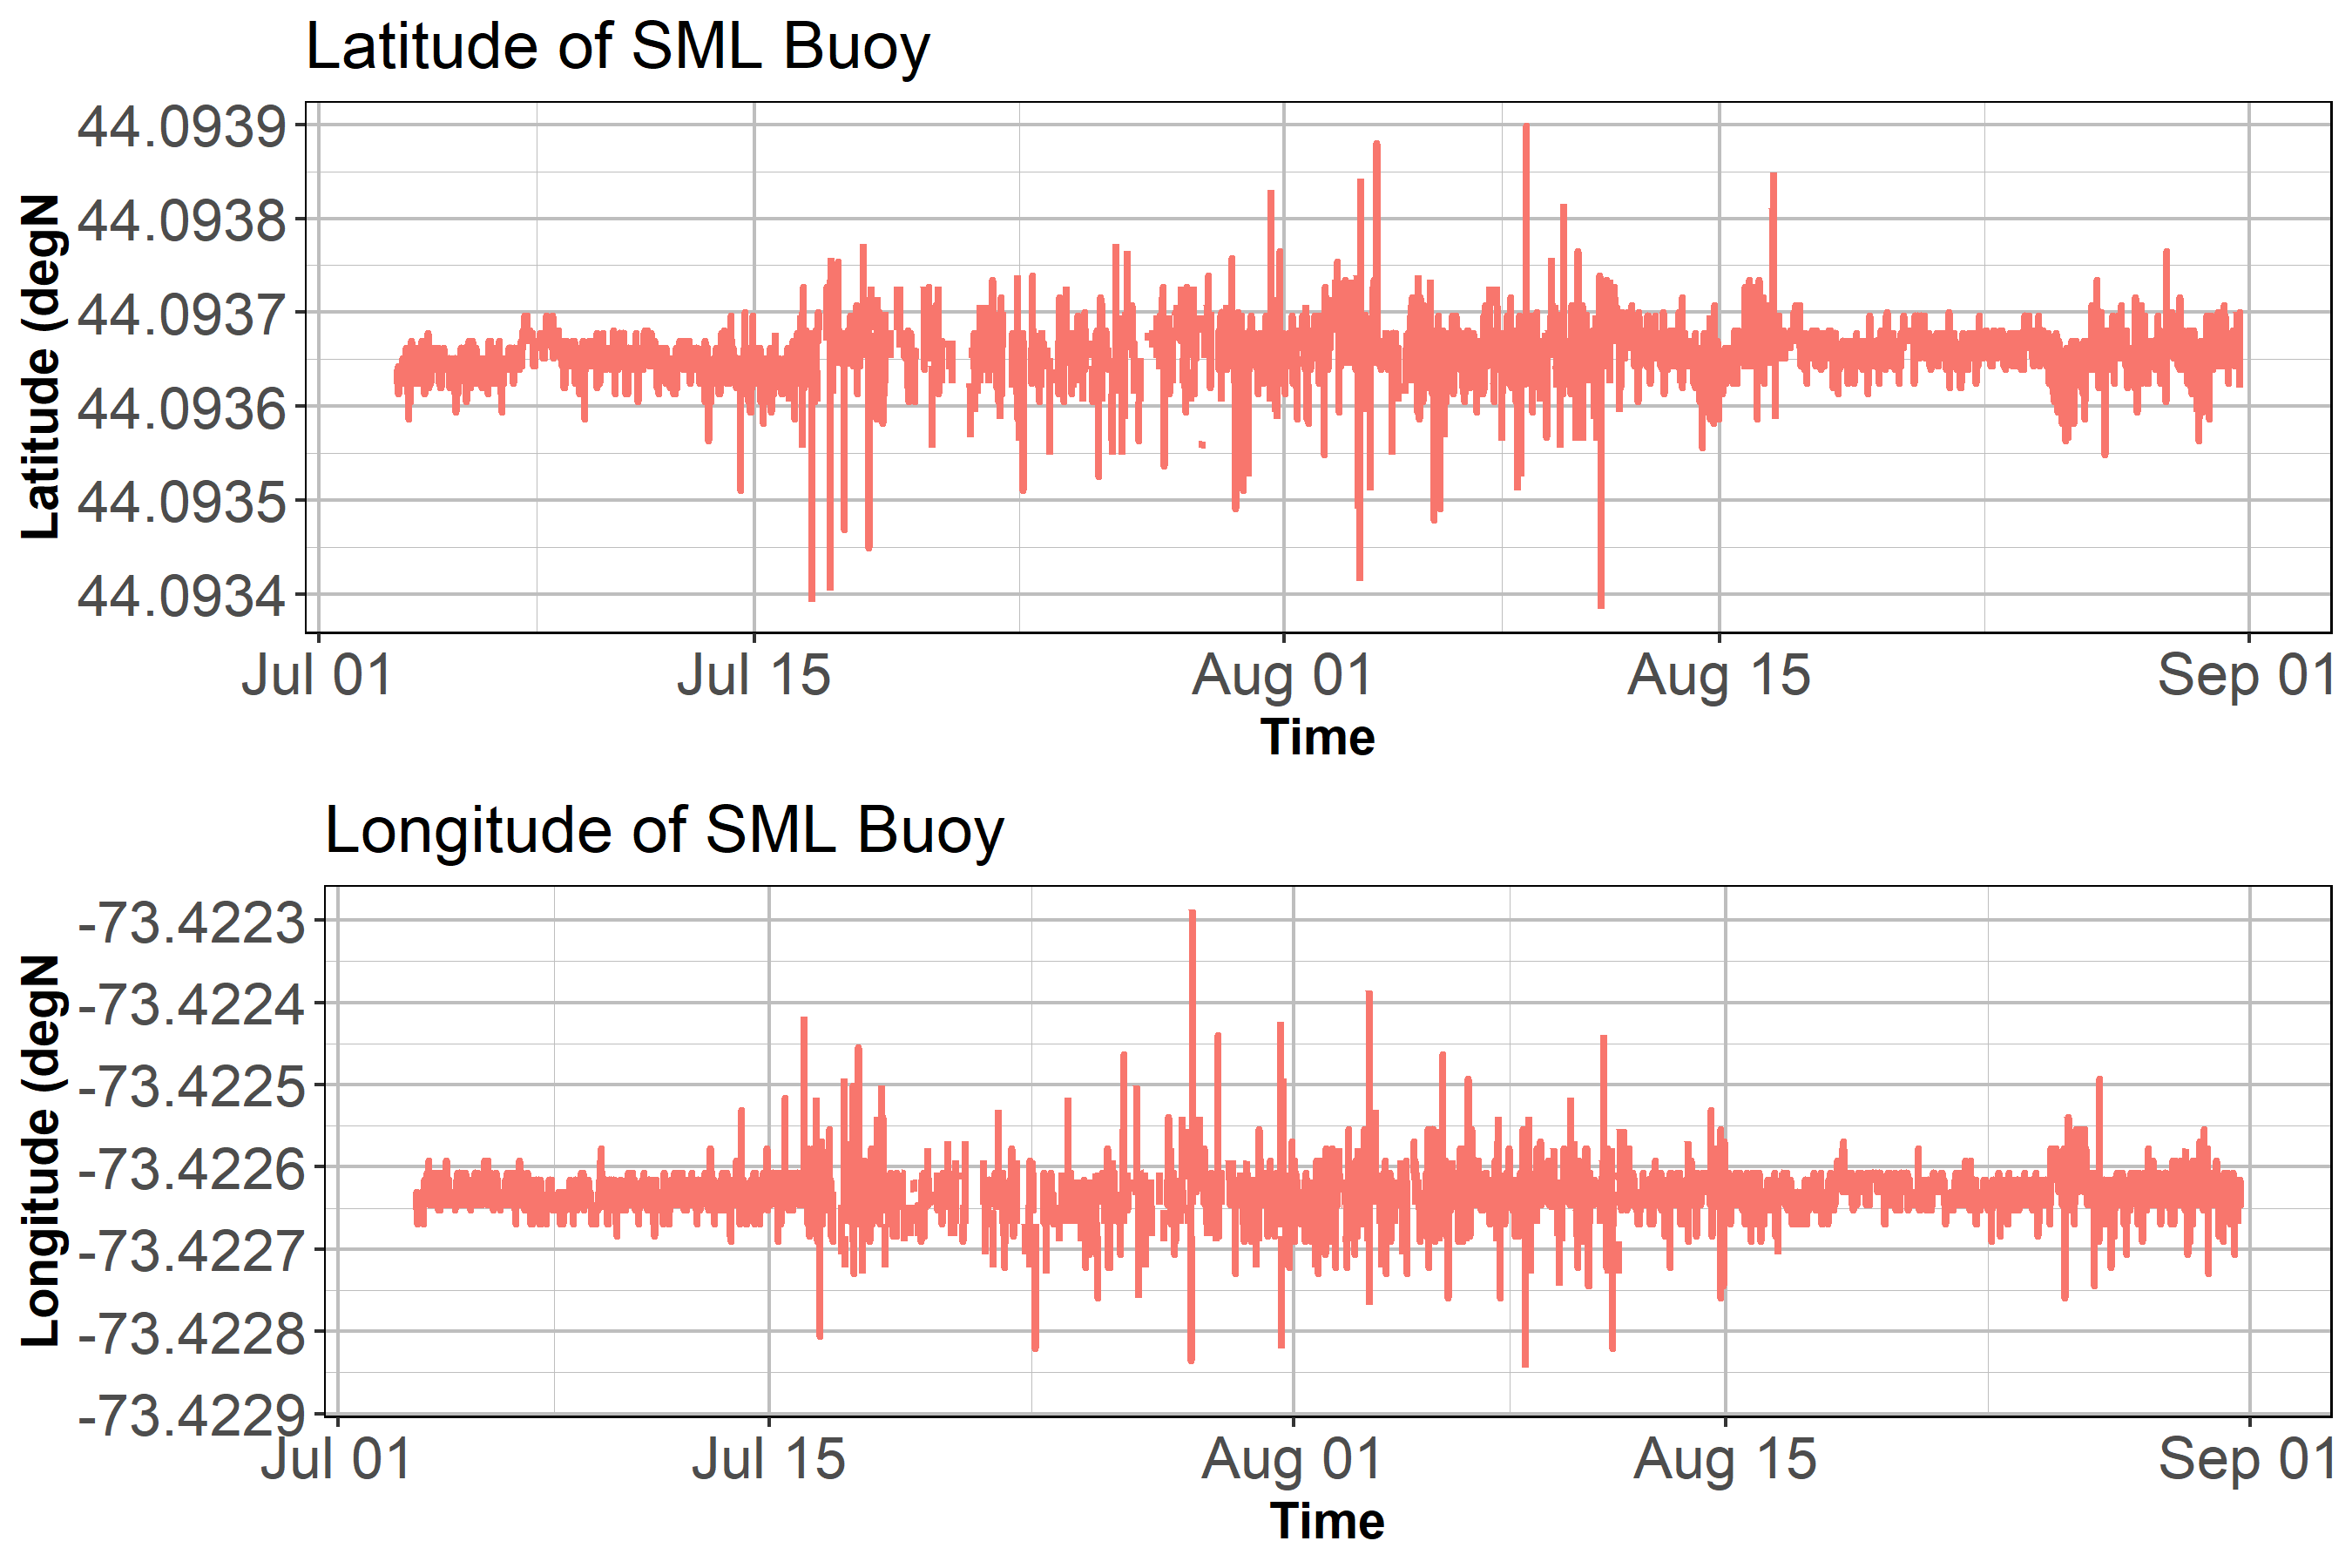 Latitude of SML Buoy
Latitude (degN
44.0939
44.0938
44.0937
44.0936
44.0935
44.0934
Jul 01 Jul 15 Aug 01 Aug 15 Sep 01
Time
Longitude of SML Buoy
Longitude (degN
-73.4223
-73.4224
-73.4225
-73.4226
-73.4227
-73.4228
-73.4229
Jul 01 Jul 15 Aug 01 Aug 15 Sep 01
Time